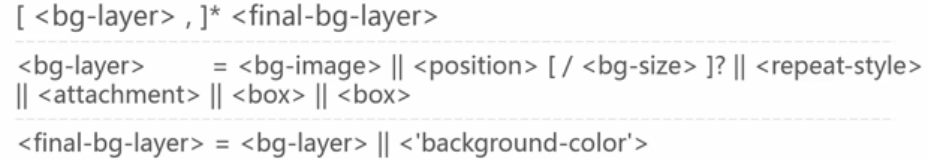 [ <bg-layer> , ]* <final-bg-layer>
<bg-layer> = <bg-image> || <position> [ / <bg-size> ]? || <repeat-style>
|| <attachment> || <box> || <box>
<final-bg-layer> = <bg-layer> || <'background-color'>